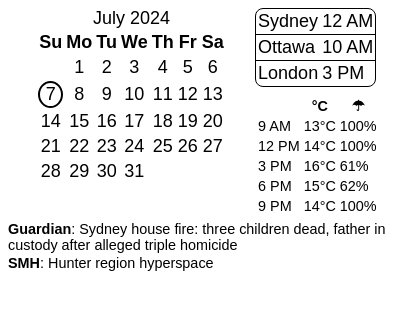 July 2024
Su Mo Tu We Th Fr Sa
1 2 3 4 5 6
7 8 9 10 11 12 13
14 15 16 17 18 19 20
21 22 23 24 25 26 27
28 29 30 31
Sydney 12 AM
Ottawa 10 AM
London 3 PM
°C ☂
9 AM 13°C 100%
12 PM 14°C 100%
3 PM 16°C 61%
6 PM 15°C 62%
9 PM 14°C 100%
Guardian: Sydney house fire: three children dead, father in
custody after alleged triple homicide
SMH: Hunter region hyperspace